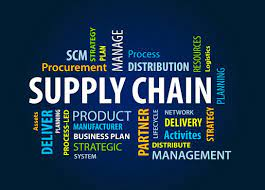 SCM
STRATEGY
PLAN
MANAGE
Process
DISTRIBUTION
RESOURCES
Logistics
Procurement
SUPPLY CHAIN
PLANNING
Assets
DELIVER
PLANNING
PROCESS-LED
PRODUCT
MANUFACTURER
BUSINESS PLAN
STRATEGIC
SYSTEM
PARTNER
LIFECYCLE
NETWORK
DELIVERY
Activites
DISTRIBUTE
STRATEGY
MANAGEMENT